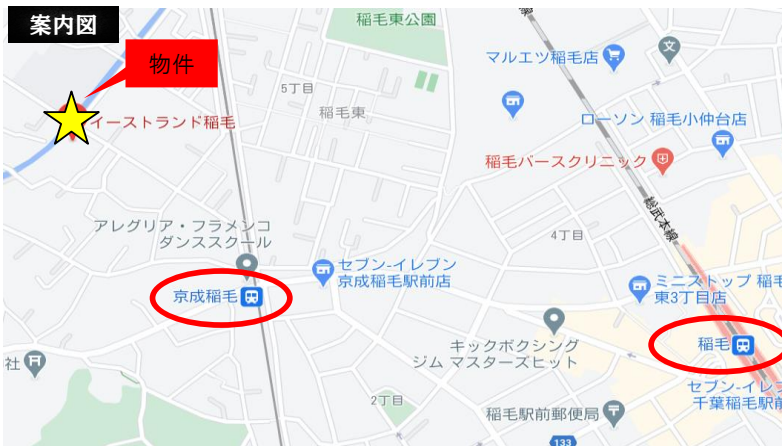 案内図
物件
稲毛東公園
マルエツ稲毛店
文
5丁目
稲毛東
イーストランド稲毛
ローソン 稲毛小仲台店
稲毛バースクリニック
総武本線
アレグリア・フラメンコ
ダンススクール
4丁目
セブン-イレブン
京成稲毛駅前店
京成稲毛
ミニストップ 稲毛
東3丁目店
稲毛
キックボクシング
ジム マスターズヒット
社
セブン-イレブ
千葉稲毛駅前
2丁目
稲毛駅前郵便局
133